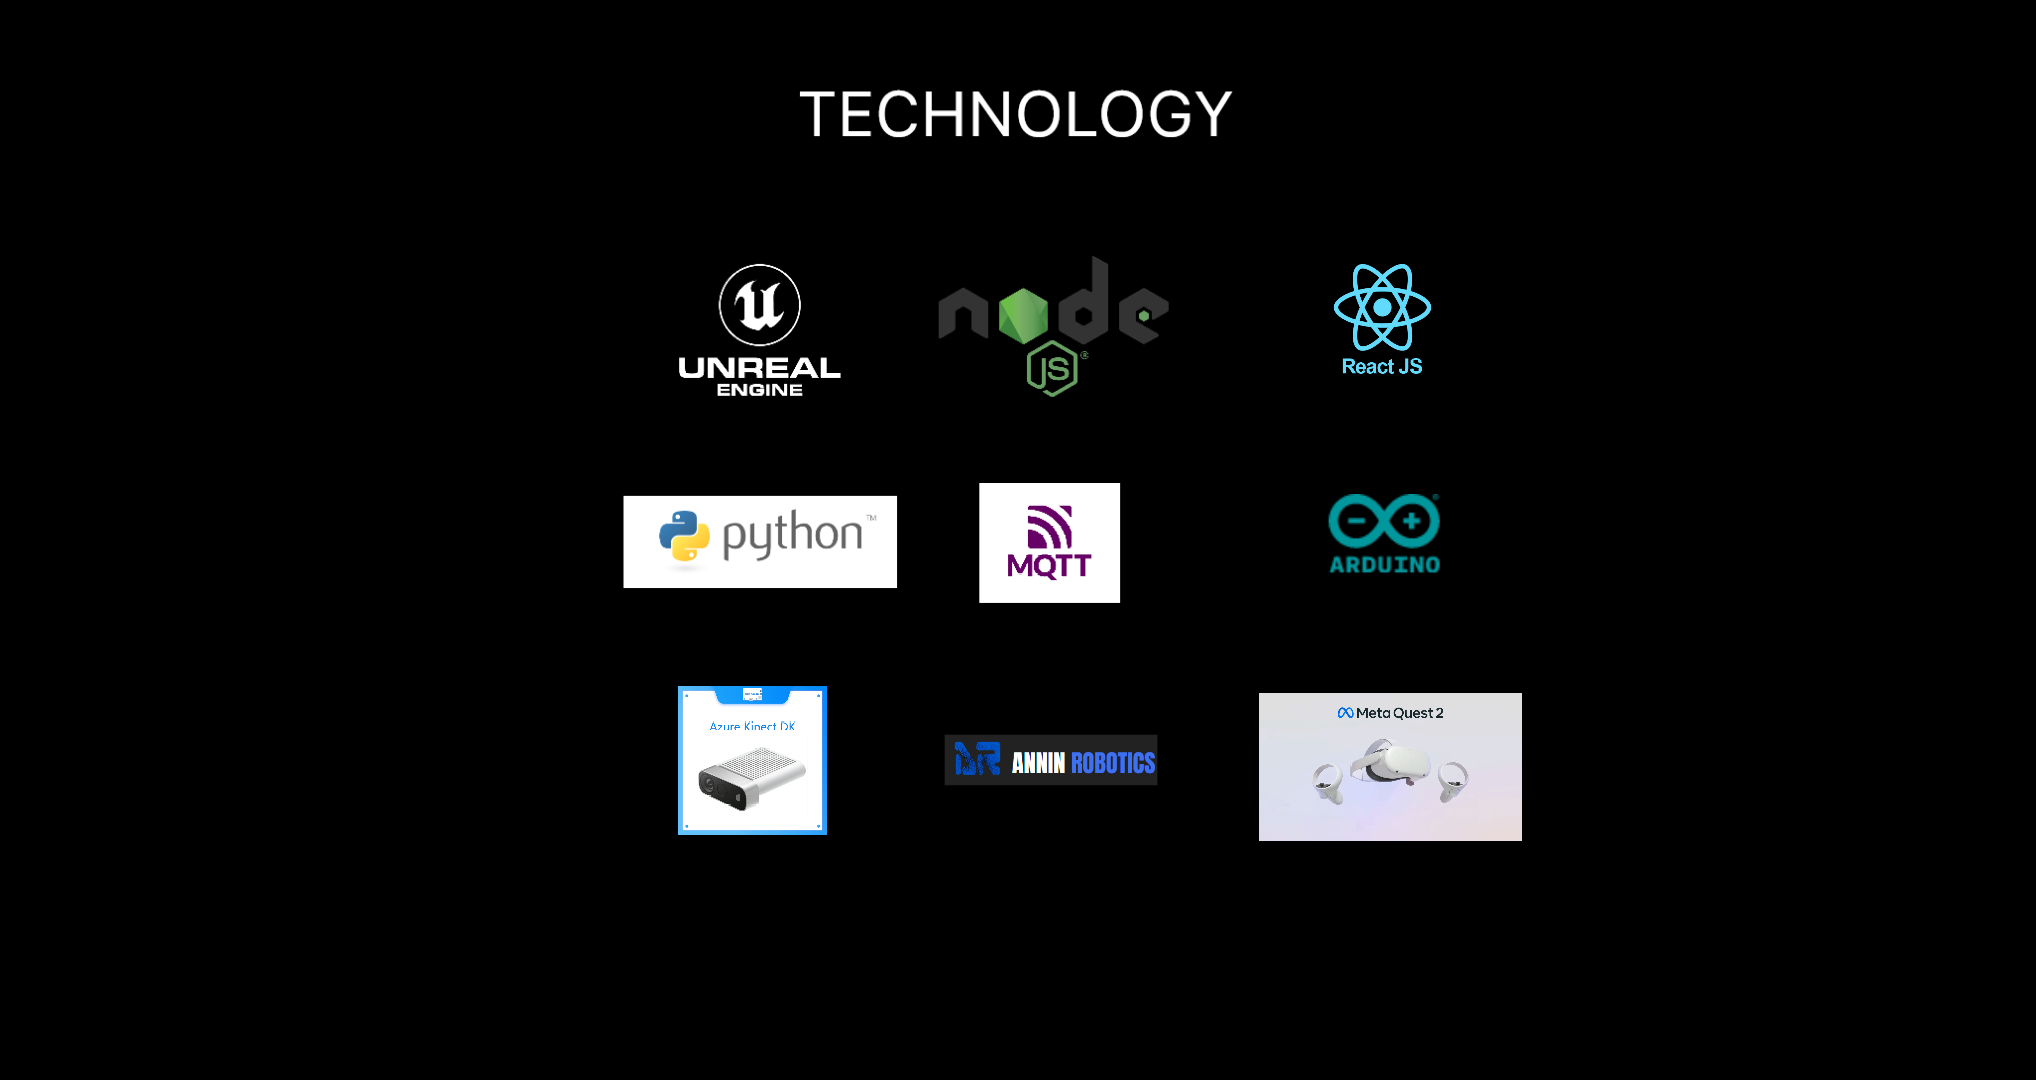 TECHNOLOGY
UNREAL
ENGINE
node
JS®
React JS
python™
MQTT
ARDUINO
Azure Kinect DK
ANNIN ROBOTICS
Meta Quest 2